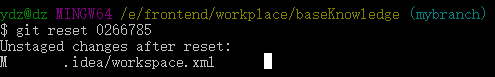 ydz@dz MINGW64 /e/frontend/workplace/baseKnowledge (mybranch)
$ git reset 0266785
Unstaged changes after reset:
M       .idea/workspace.xml